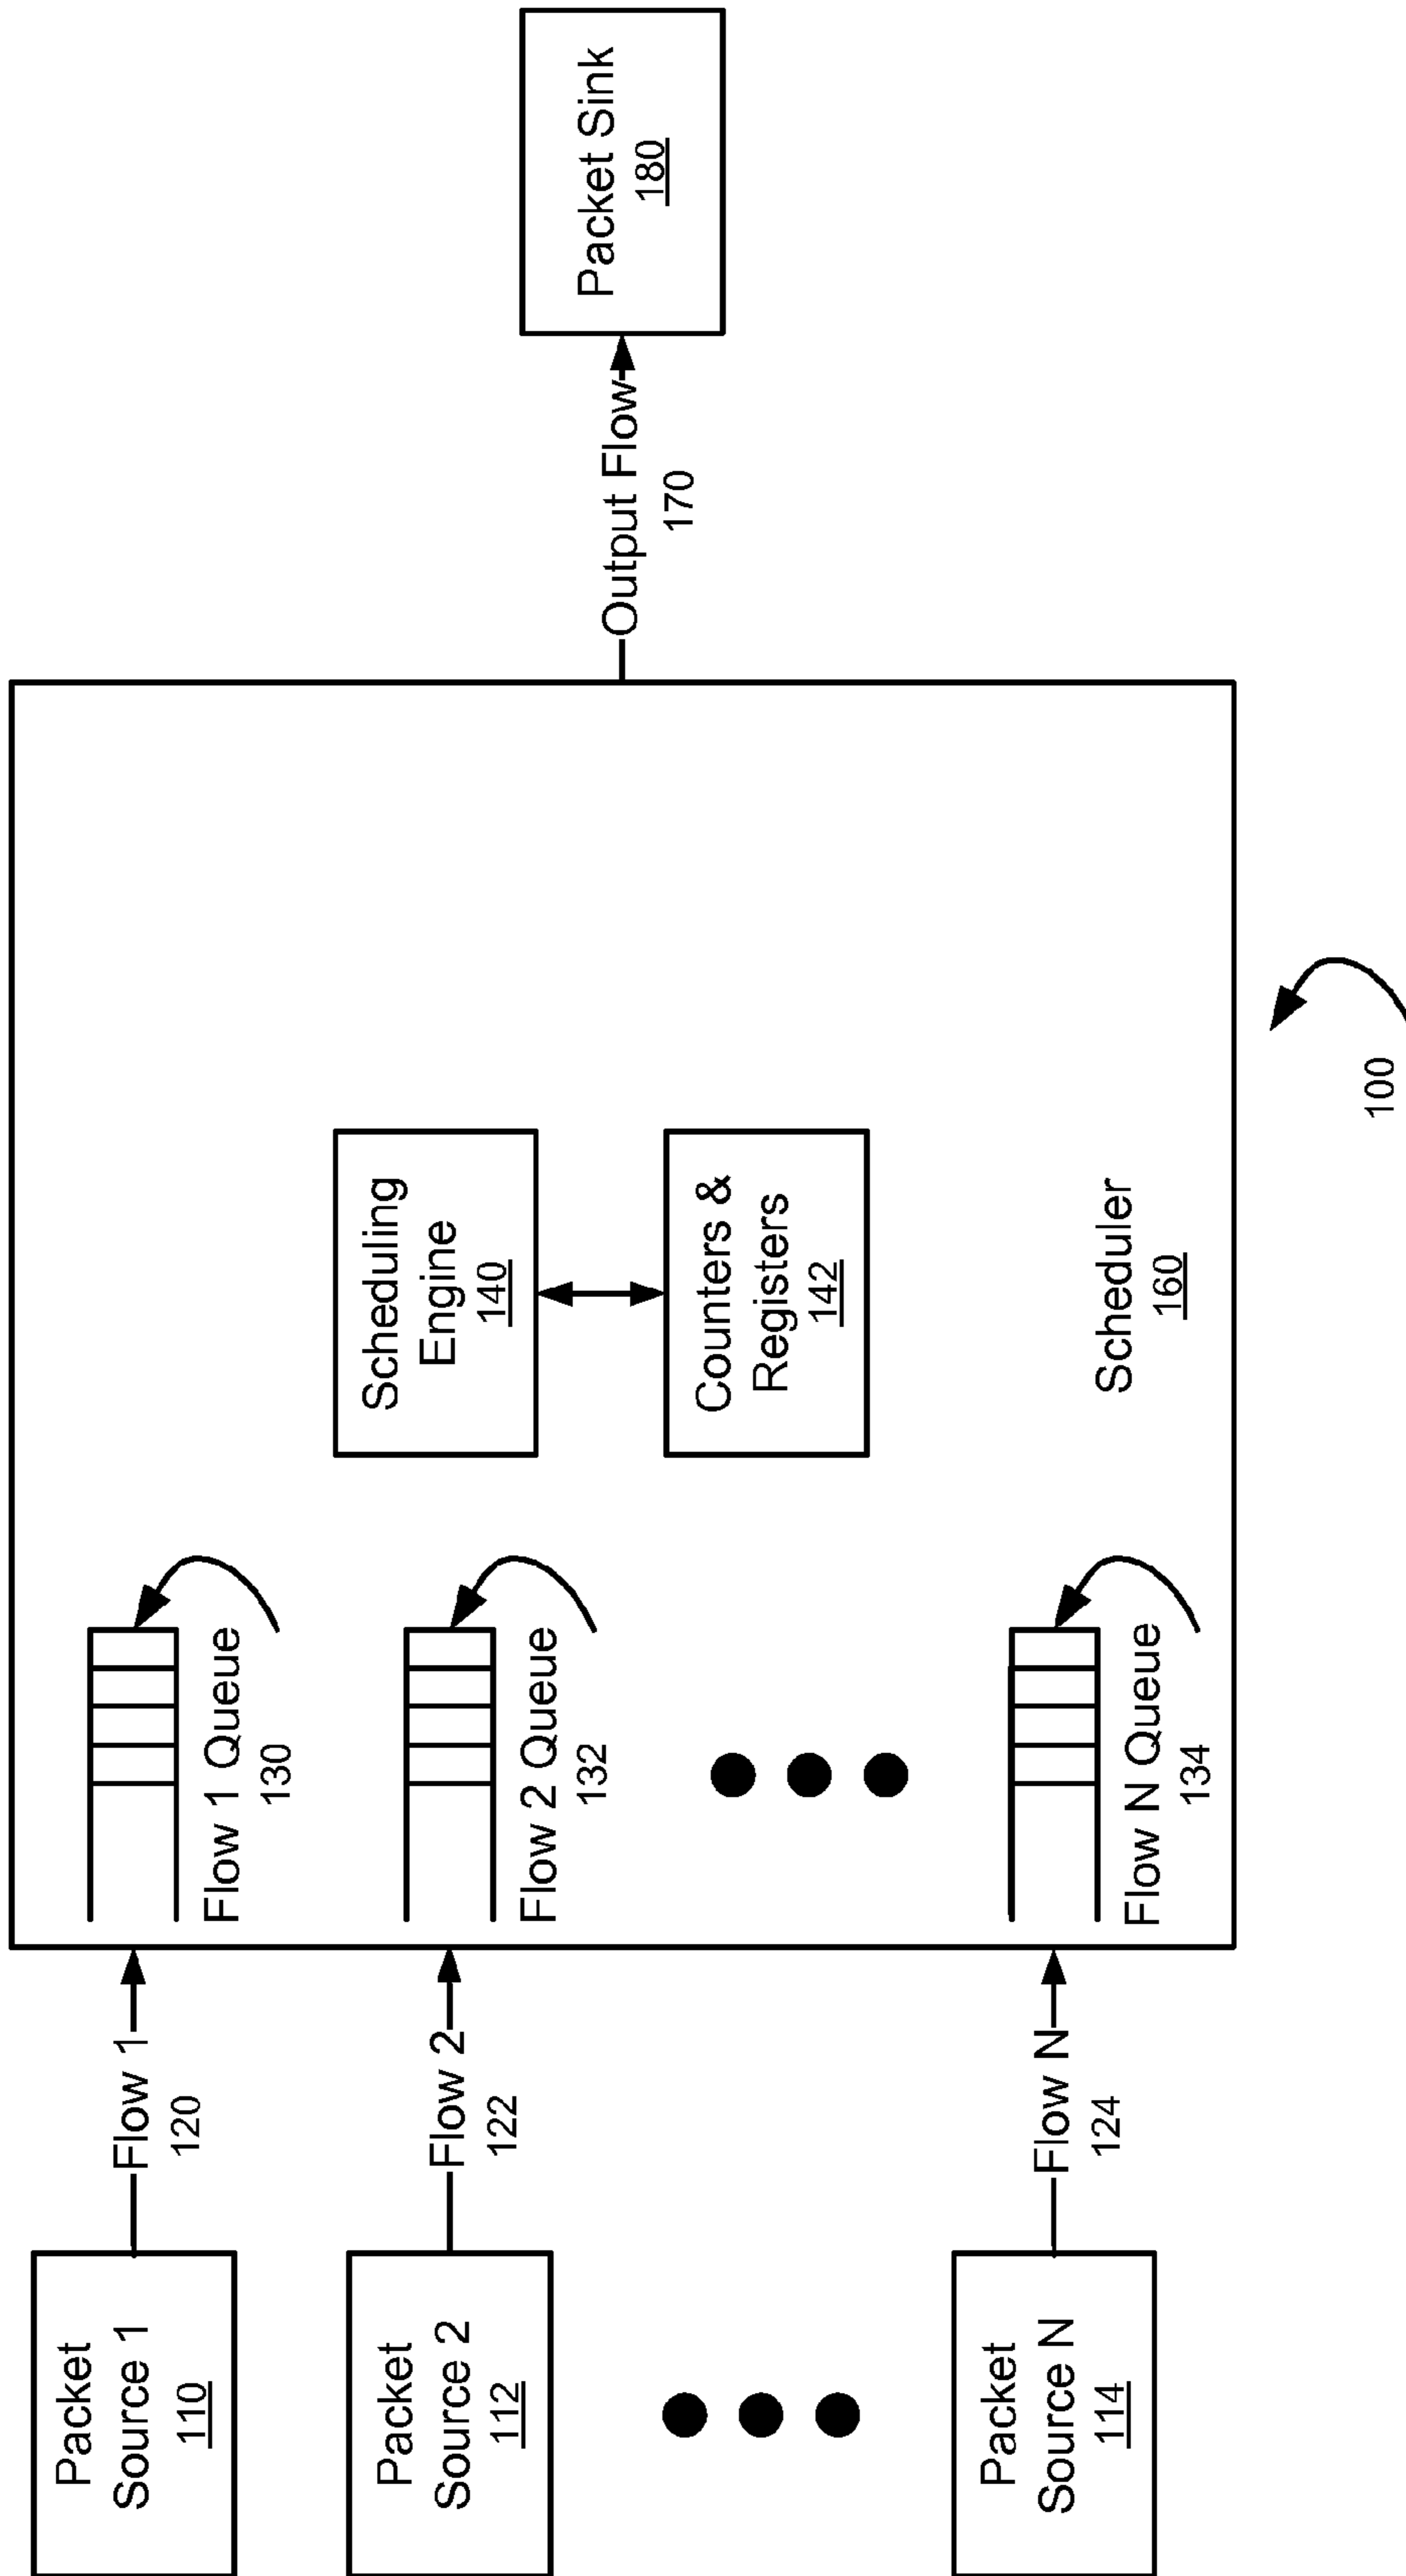 Packet
Source 1
110
Flow 1
120
Flow 1 Queue
130
Packet
Source 2
112
Flow 2
122
Flow 2 Queue
132
Packet
Source N
114
Flow N
124
Flow N Queue
134
Scheduling
Engine
140
Counters &
Registers
142
Scheduler
160
Output Flow
170
Packet Sink
180
100